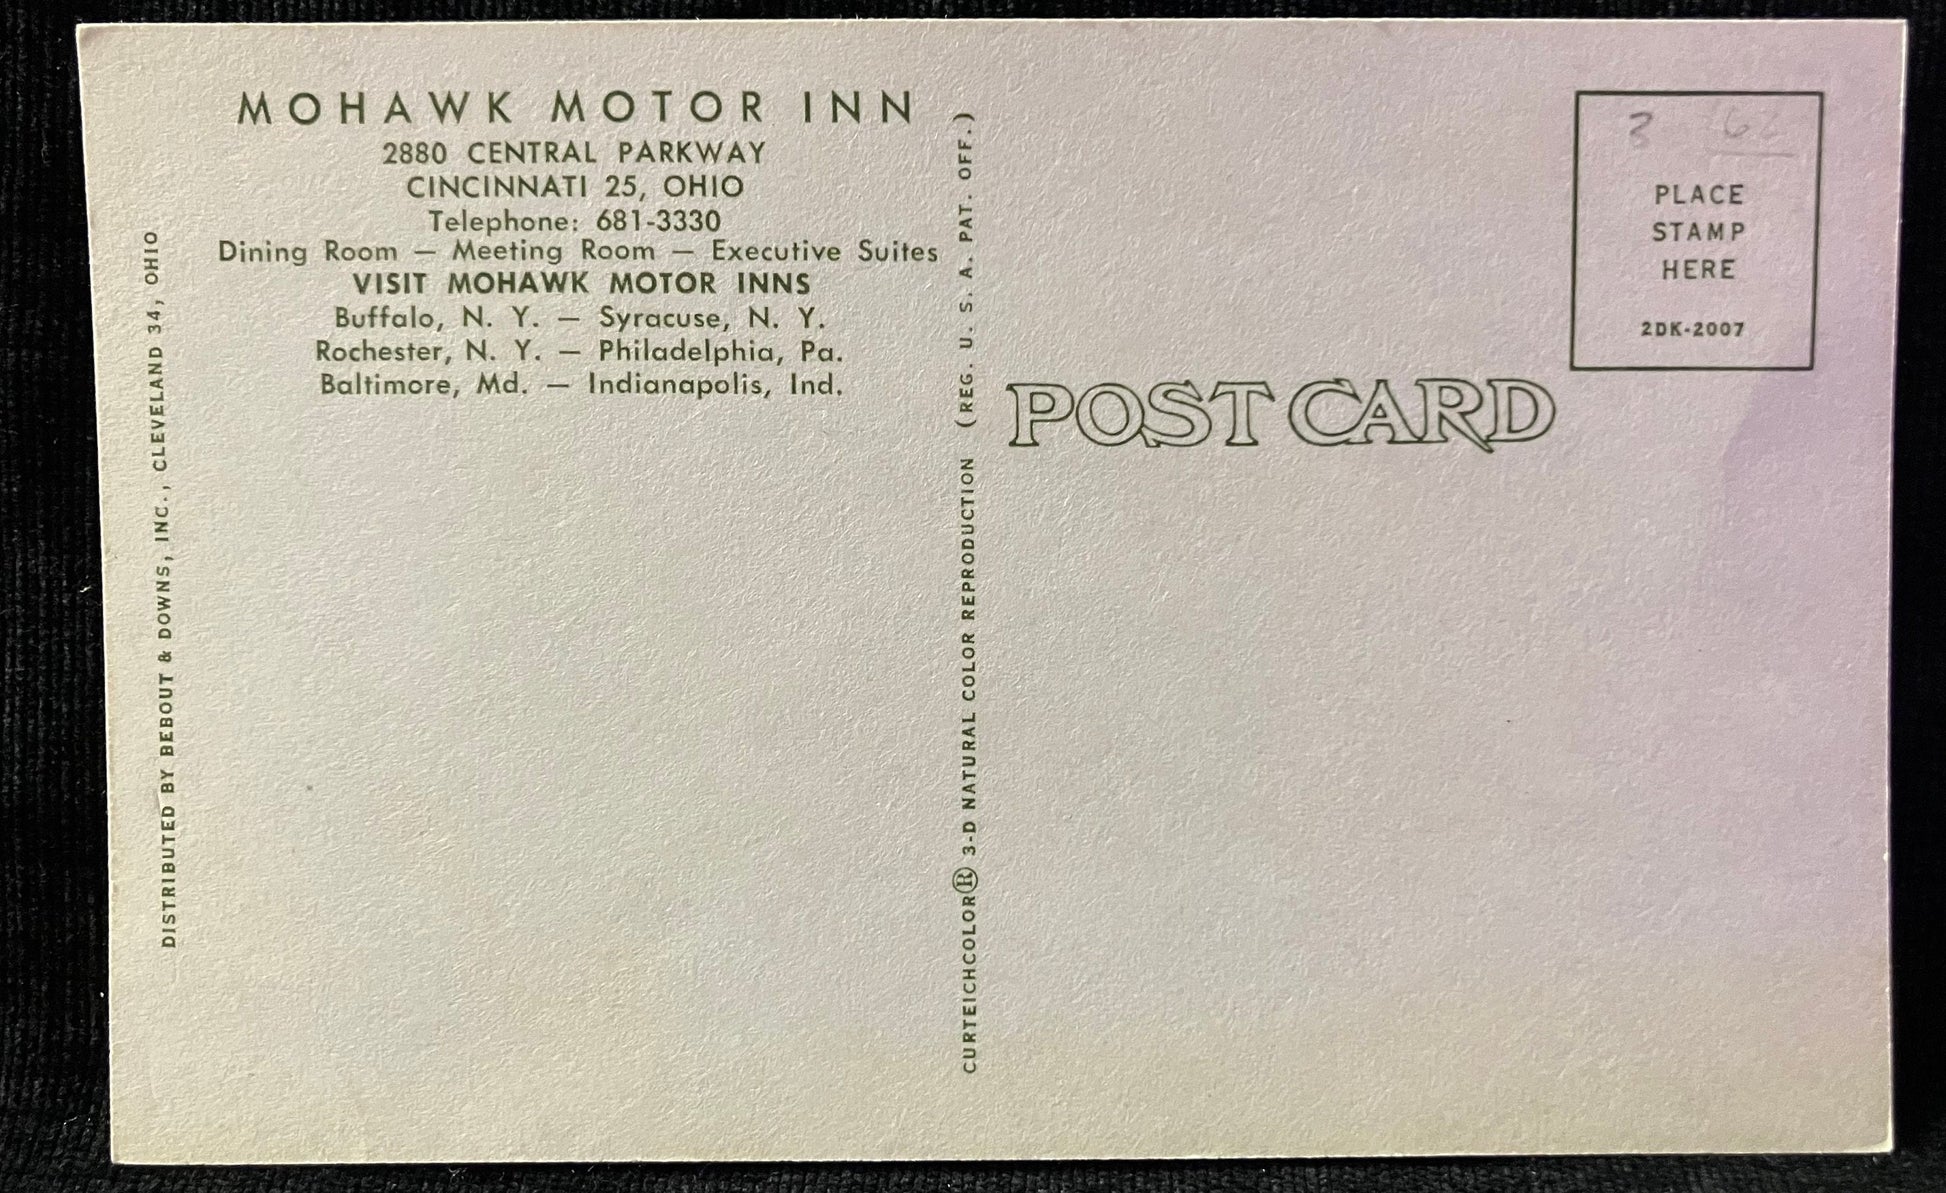 MOHAWK MOTOR INN
2880 CENTRAL PARKWAY
CINCINNATI 25, OHIO
Telephone: 681-3330
Dining Room — Meeting Room — Executive Suites
VISIT MOHAWK MOTOR INNS
Buffalo, N. Y. — Syracuse, N. Y.
Rochester, N. Y. — Philadelphia, Pa.
Baltimore, Md. — Indianapolis, Ind.
DISTRIBUTED BY BEBOUT & DOWNS, INC., CLEVELAND 34, OHIO
CURTEICHCOLOR® 3-D NATURAL COLOR REPRODUCTION (REG. U. S. A. PAT. OFF.)
POST CARD
3 62
PLACE
STAMP
HERE
2DK-2007